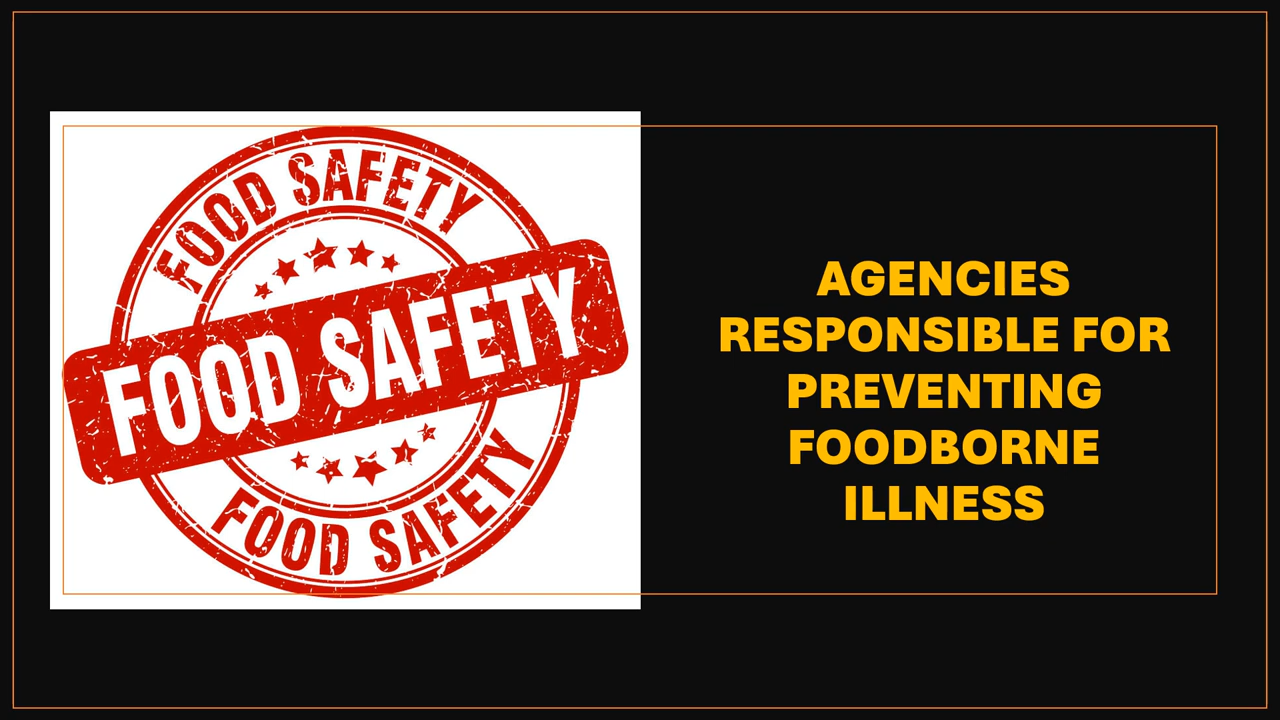 FOOD SAFETY
FOOD SAFETY
FOOD SAFETY
AGENCIES
RESPONSIBLE FOR
PREVENTING
FOODBORNE
ILLNESS